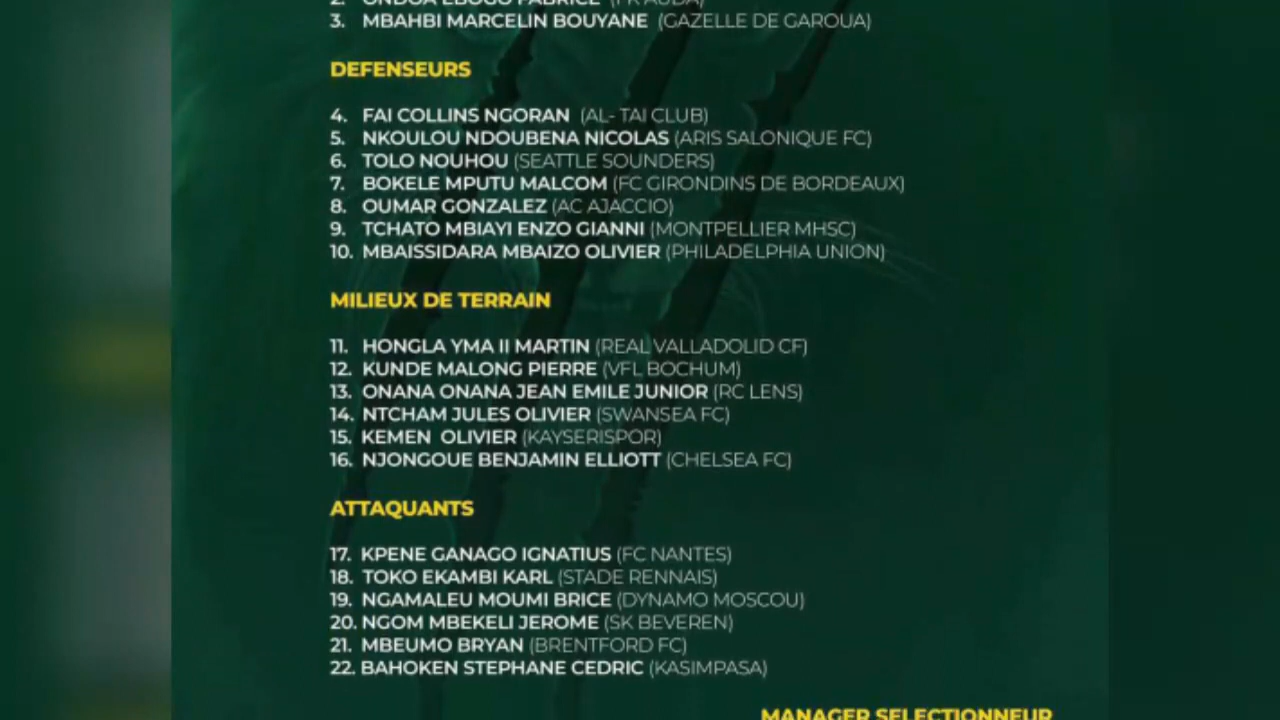 2. ONDOA EBOGO FABRICE (FK AUDA)
3. MBAHBI MARCELIN BOUYANE (GAZELLE DE GAROUA)
DEFENSEURS
4. FAI COLLINS NGORAN (AL- TAI CLUB)
5. NKOULOU NDOUBENA NICOLAS (ARIS SALONIQUE FC)
6. TOLO NOUHOU (SEATTLE SOUNDERS)
7. BOKELE MPUTU MALCOM (FC GIRONDINS DE BORDEAUX)
8. OUMAR GONZALEZ (AC AJACCIO)
9. TCHATO MBIAYI ENZO GIANNI (MONTPELLIER MHSC)
10. MBAISSIDARA MBAIZO OLIVIER (PHILADELPHIA UNION)
MILIEUX DE TERRAIN
11. HONGLA YMA II MARTIN (REAL VALLADOLID CF)
12. KUNDE MALONG PIERRE (VFL BOCHUM)
13. ONANA ONANA JEAN EMILE JUNIOR (RC LENS)
14. NTCHAM JULES OLIVIER (SWANSEA FC)
15. KEMEN OLIVIER (KAYSERISPOR)
16. NJONGOUE BENJAMIN ELLIOTT (CHELSEA FC)
ATTAQUANTS
17. KPENE GANAGO IGNATIUS (FC NANTES)
18. TOKO EKAMBI KARL (STADE RENNAIS)
19. NGAMALEU MOUMI BRICE (DYNAMO MOSCOU)
20. NGOM MBEKELI JEROME (SK BEVEREN)
21. MBEUMO BRYAN (BRENTFORD FC)
22. BAHOKEN STEPHANE CEDRIC (KASIMPASA)
MANAGER SELECTIONNEUR